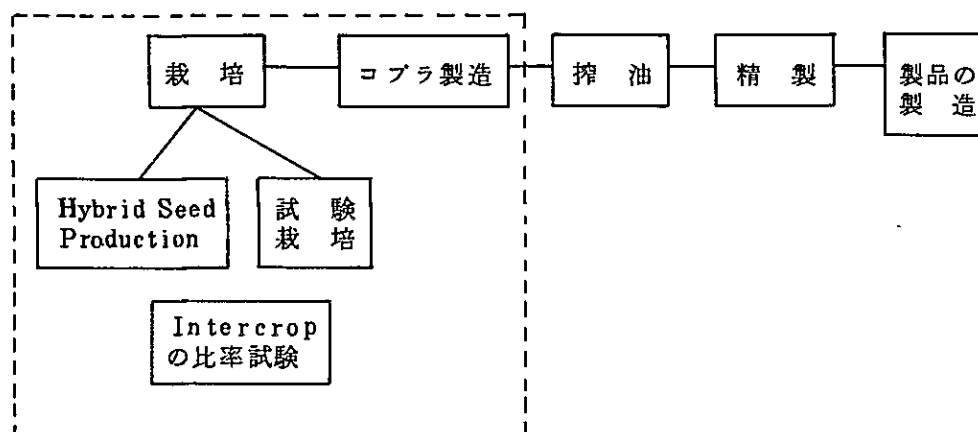 栽培
コプラ製造
搾油
精製
製品の
製造
Hybrid Seed
Production
試験
栽培
Intercrop
の比率試験